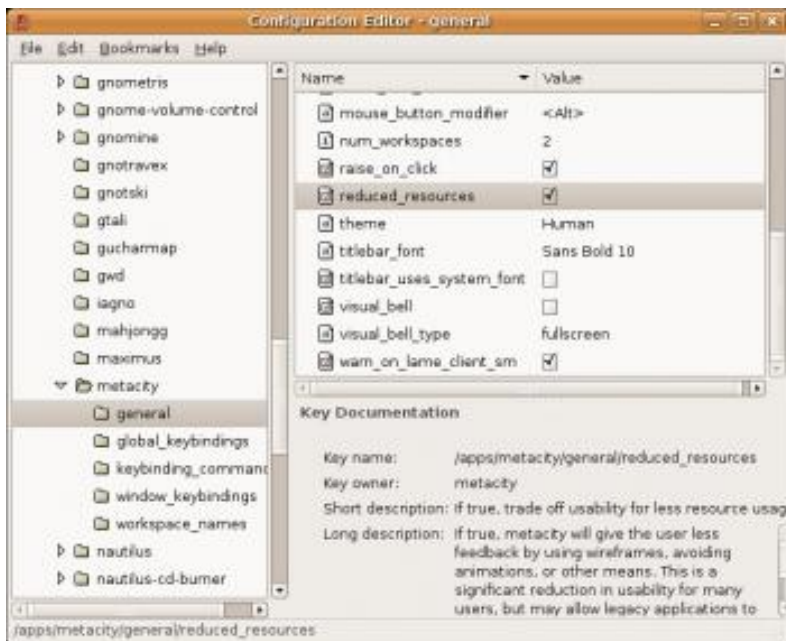 Configuration Editor - general
File Edit Bookmarks Help
gnometris
gnome-volume-control
gnomine
gnotravex
gnotski
gtali
gucharmap
gwd
iagno
mahjongg
maximus
metacity
general
global_keybindings
keybinding_command
window_keybindings
workspace_names
nautilus
nautilus-cd-burner
Name Value
mouse_button_modifier <Alt>
num_workspaces 2
raise_on_click
reduced_resources
theme Human
titlebar_font Sans Bold 10
titlebar_uses_system_font
visual_bell
visual_bell_type fullscreen
warn_on_lame_client_sm
Key Documentation
Key name: /apps/metacity/general/reduced_resources
Key owner: metacity
Short description: If true, trade off usability for less resource usag
Long description: If true, metacity will give the user less
feedback by using wireframes, avoiding
animations, or other means. This is a
significant reduction in usability for many
users, but may allow legacy applications to
/apps/metacity/general/reduced_resources